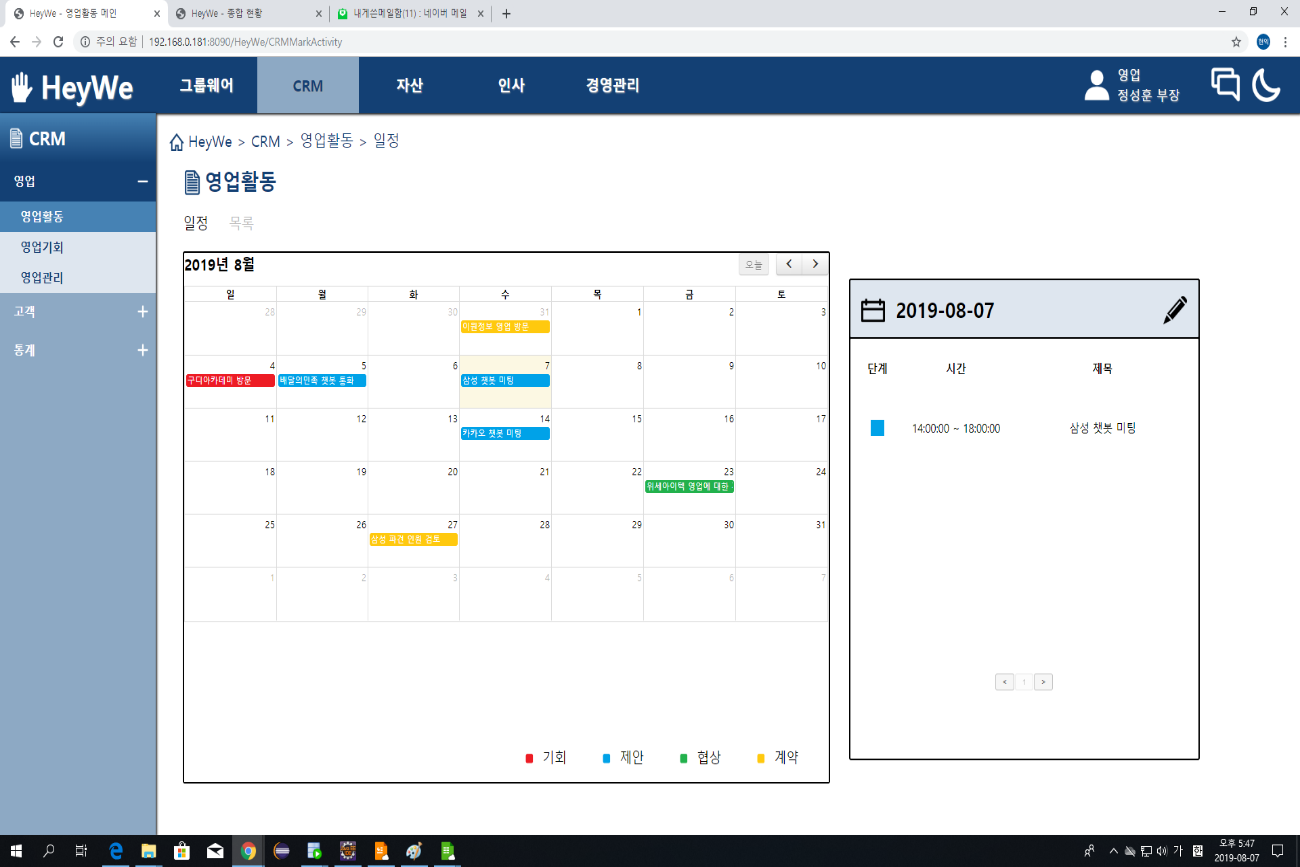 HeyWe - 영업활동 메인
HeyWe - 종합 현황
내게쓴메일함(11) : 네이버 메일
주의 요함 | 192.168.0.181:8090/HeyWe/CRMMarkActivity
HeyWe
그룹웨어
CRM
자산
인사
경영관리
영업
정성훈 부장
CRM
영업
영업활동
영업기회
영업관리
고객
통계
HeyWe > CRM > 영업활동 > 일정
영업활동
일정 목록
2019년 8월
오늘
일 월 화 수 목 금 토
28 29 30 31 1 2 3
영업 방문
4 5 6 7 8 9 10
구디아카데미 방문
배달의민족 챗봇 통화
삼성 챗봇 미팅
11 12 13 14 15 16 17
카카오 챗봇 미팅
18 19 20 21 22 23 24
위세아이텍 영업에 대한
25 26 27 28 29 30 31
삼성 파견 인원 검토
1 2 3 4 5 6 7
기회
제안
협상
계약
2019-08-07
단계 시간 제목
14:00:00 ~ 18:00:00 삼성 챗봇 미팅
< 1 >
가
오후 5:47
2019-08-07